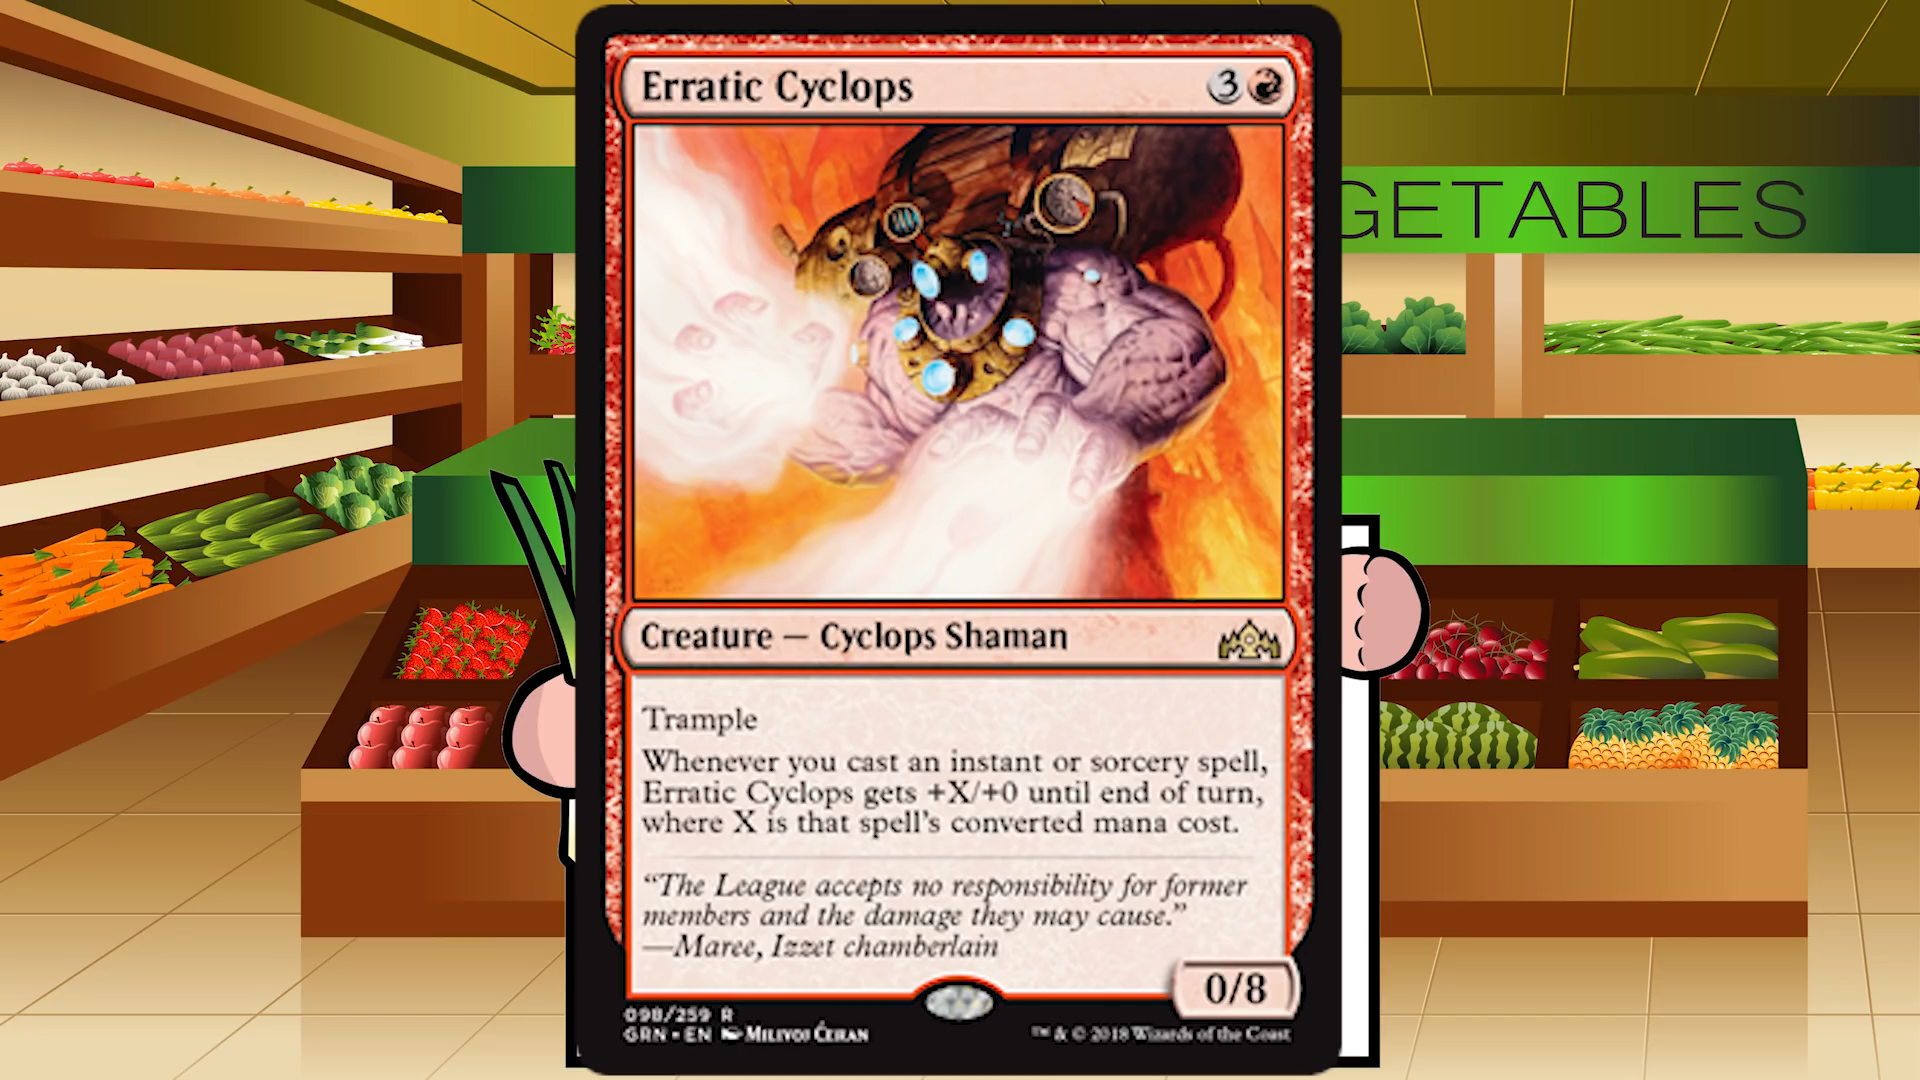 Erratic Cyclops 3
GETABLES
Creature — Cyclops Shaman
Trample
Whenever you cast an instant or sorcery spell,
Erratic Cyclops gets +X/+0 until end of turn,
where X is that spell's converted mana cost.
“The League accepts no responsibility for former
members and the damage they may cause.”
—Maree, Izzet chamberlain
0/8
098/259 R
GRN • EN Milivoj Ćeran
™ & © 2018 Wizards of the Coast